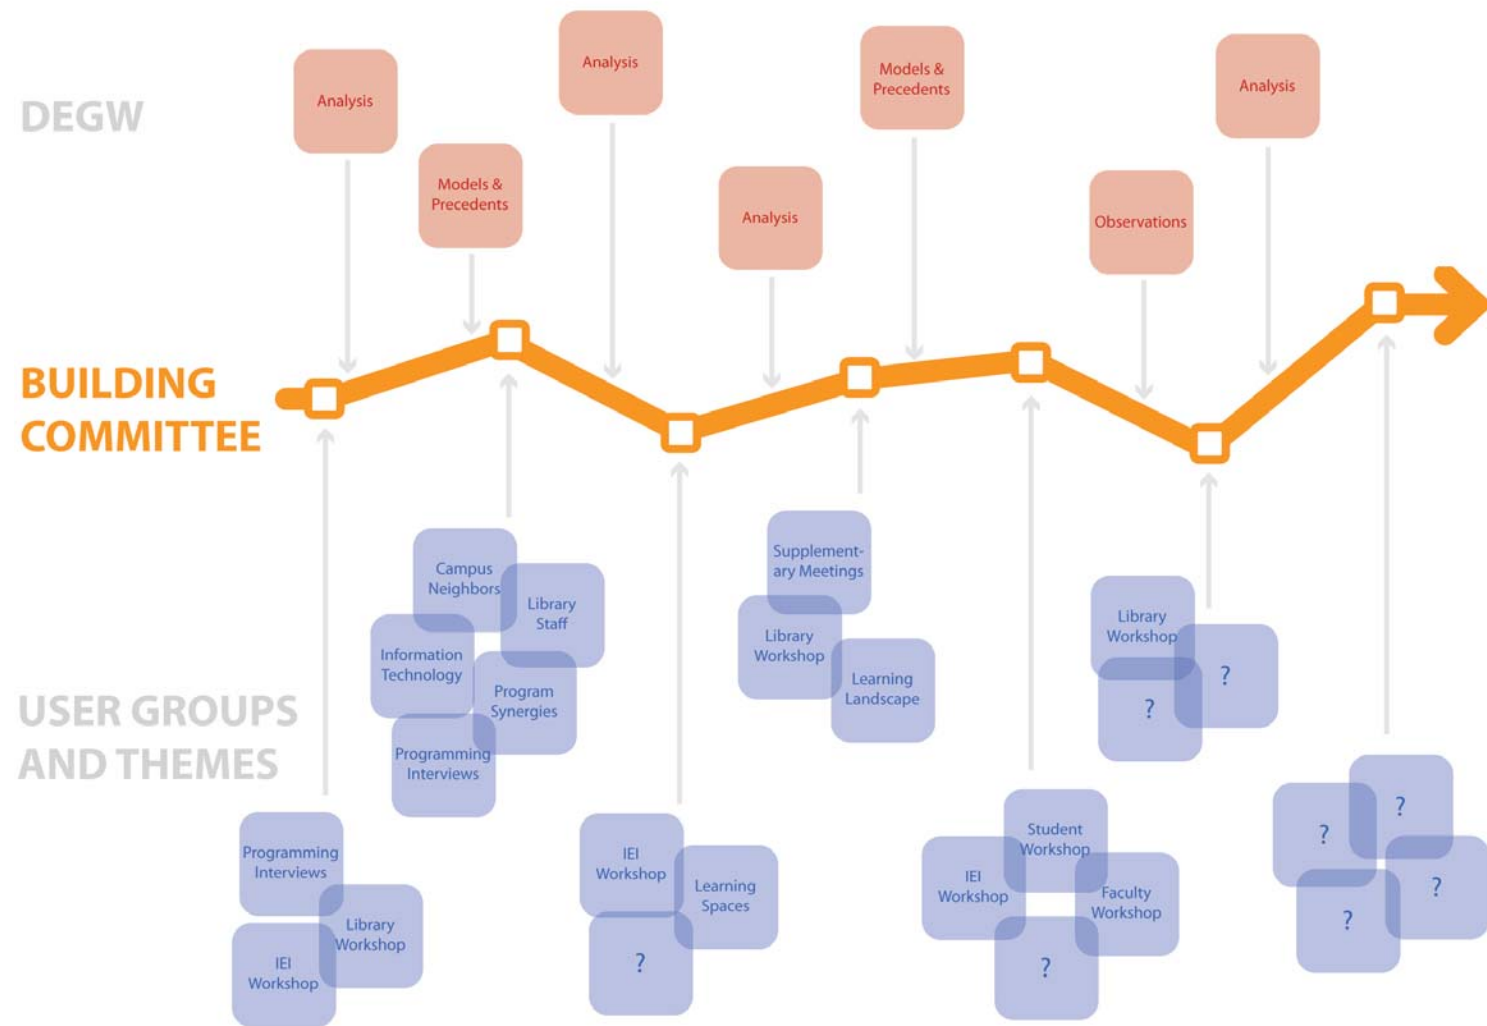 DEGW
Analysis
Models &
Precedents
Analysis
Analysis
Models &
Precedents
Observations
Analysis
BUILDING
COMMITTEE
USER GROUPS
AND THEMES
Programming
Interviews
Library
Workshop
IEI
Workshop
Campus
Neighbors
Library
Staff
Information
Technology
Program
Synergies
Programming
Interviews
IEI
Workshop
Learning
Spaces
?
Supplement-
ary Meetings
Library
Workshop
Learning
Landscape
Student
Workshop
IEI
Workshop
Faculty
Workshop
?
Library
Workshop
?
?
?
?
?
?